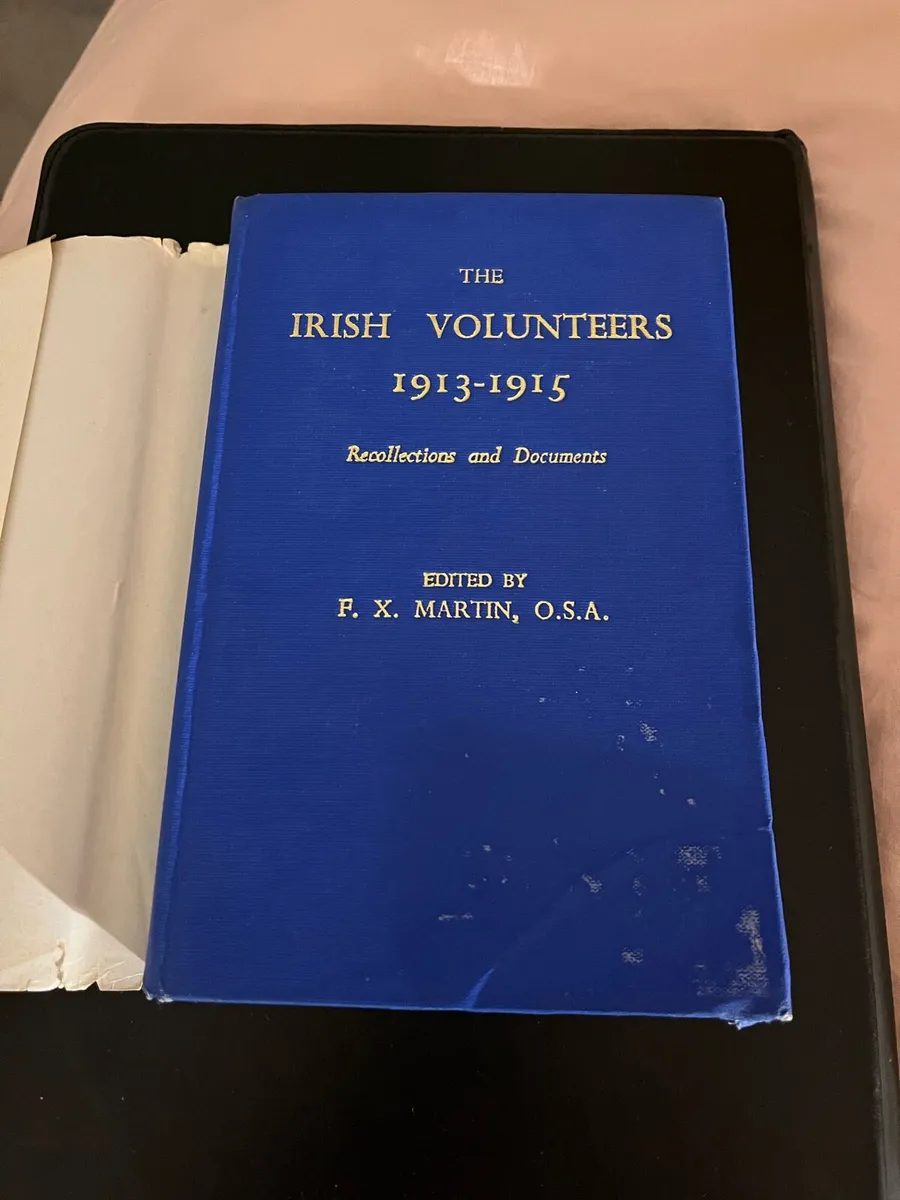 THE
IRISH VOLUNTEERS
1913-1915
Recollections and Documents
EDITED BY
F. X. MARTIN, O.S.A.